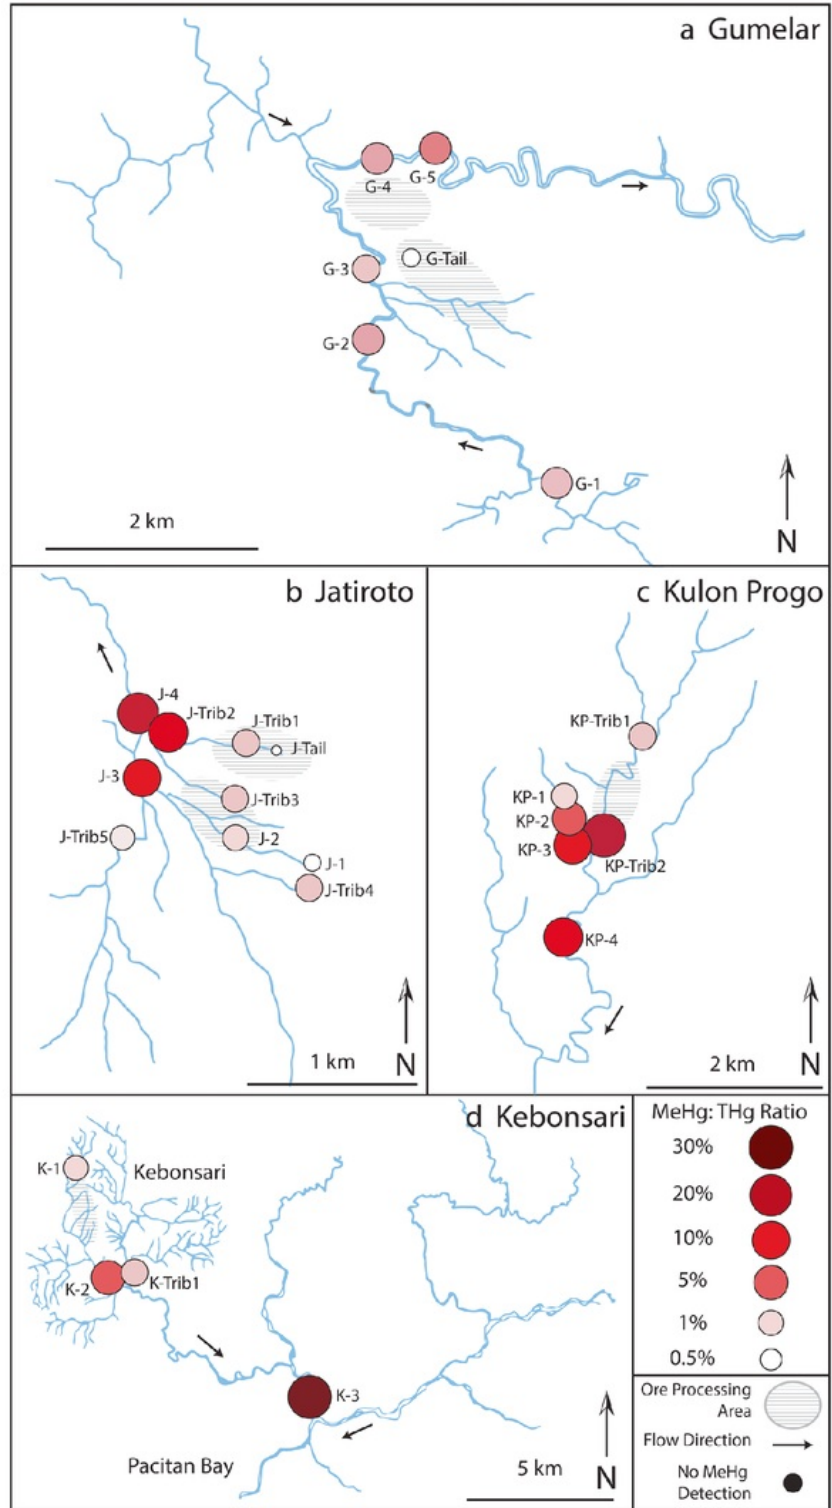 a Gumelar
G-4
G-5
G-3
G-Tail
G-2
G-1
2 km
N
b Jatiroto
J-4
J-Trib2
J-Trib1
J-Tail
J-3
J-Trib3
J-Trib5
J-2
J-1
J-Trib4
1 km
N
c Kulon Progo
KP-Trib1
KP-1
KP-2
KP-3
KP-Trib2
KP-4
2 km
N
d Kebonsari
K-1
Kebonsari
K-2
K-Trib1
K-3
Pacitan Bay
5 km
N
MeHg: THg Ratio
30%
20%
10%
5%
1%
0.5%
Ore Processing
Area
Flow Direction
No MeHg
Detection